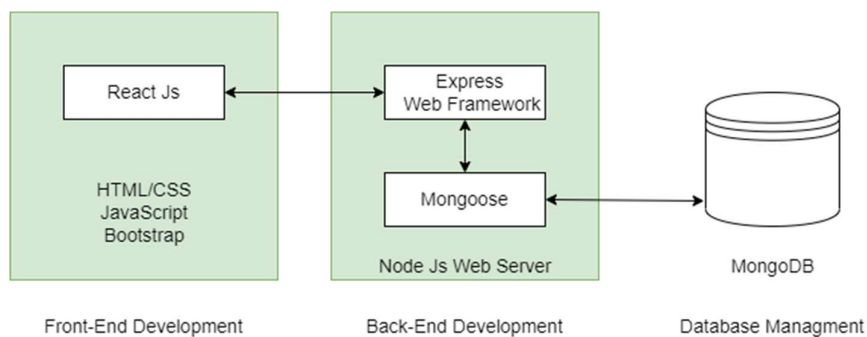 React Js
HTML/CSS
JavaScript
Bootstrap
Express
Web Framework
Mongoose
Node Js Web Server
MongoDB
Front-End Development
Back-End Development
Database Managment